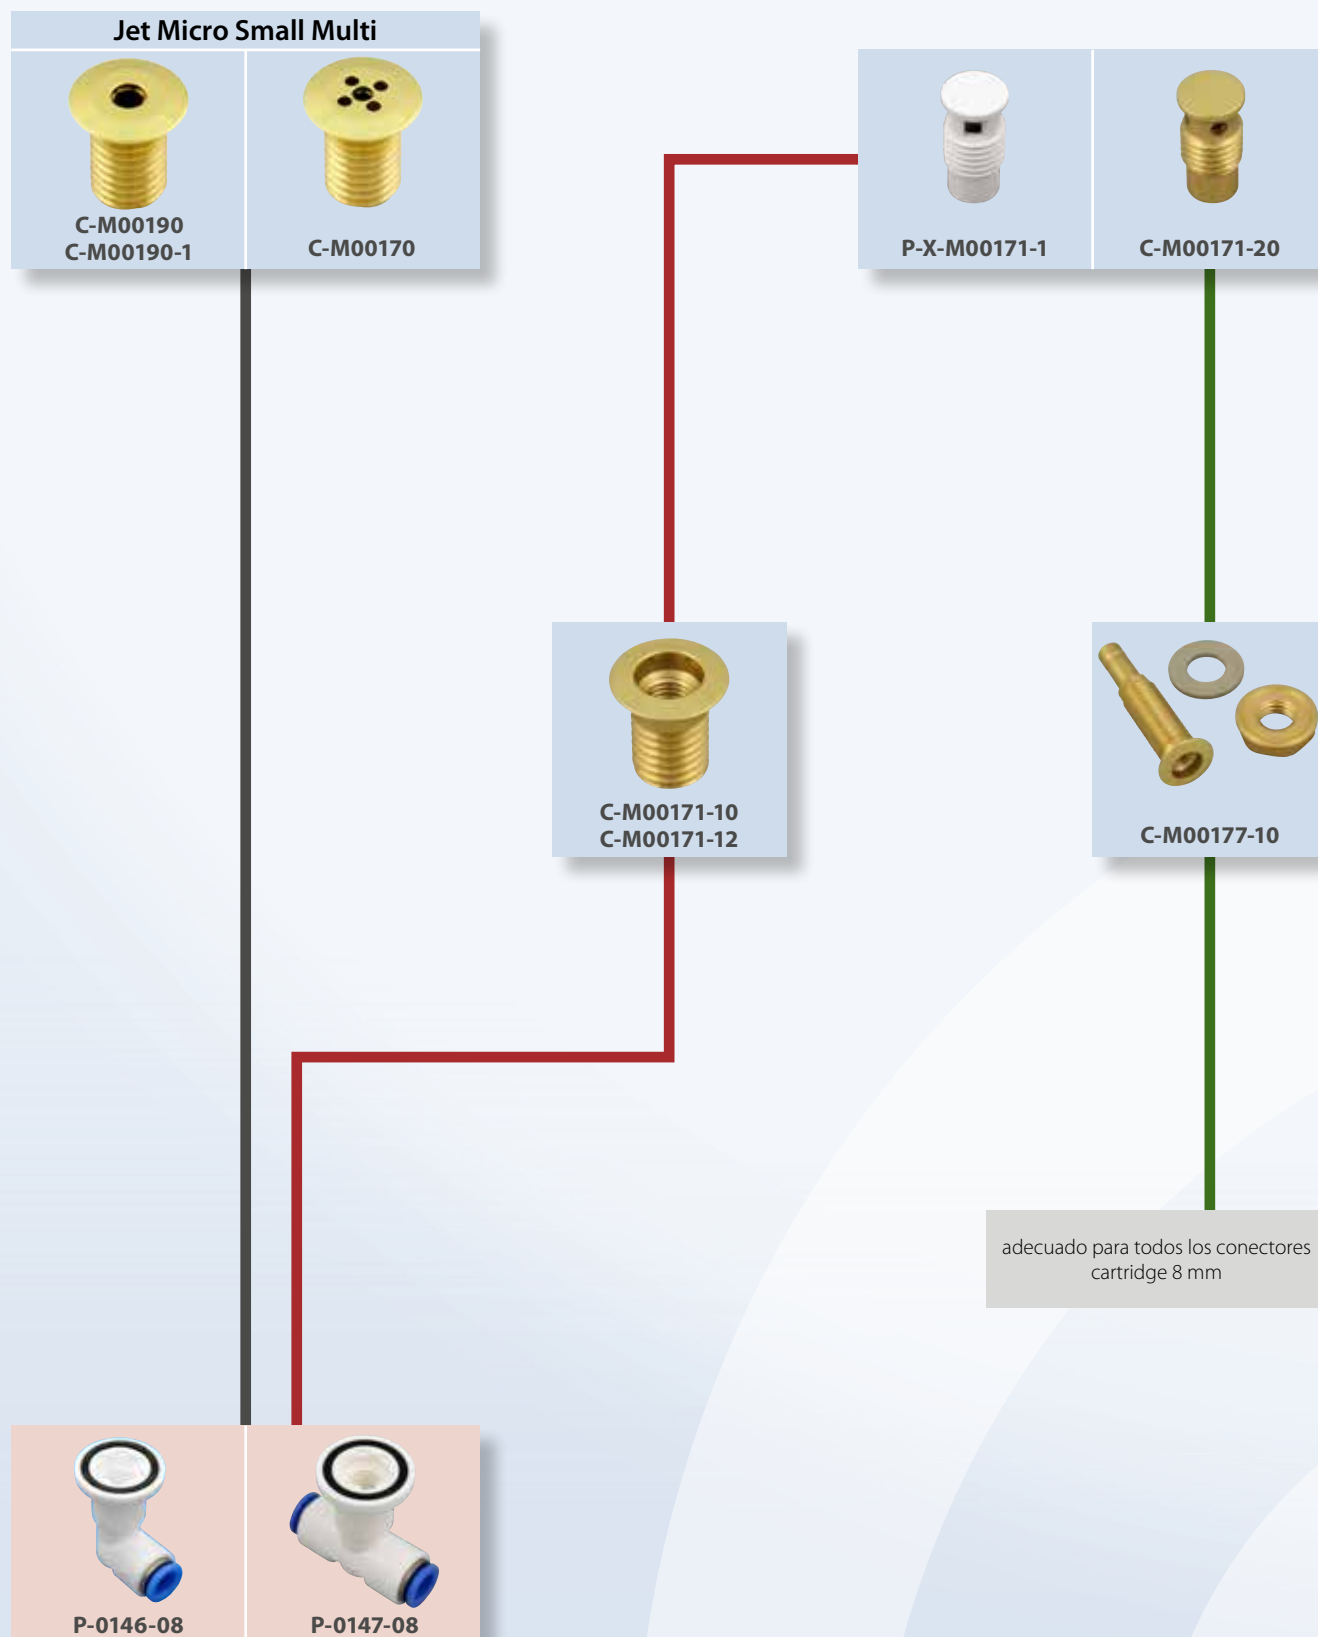 Jet Micro Small Multi
C-M00190
C-M00190-1
C-M00170
P-X-M00171-1
C-M00171-20
C-M00171-10
C-M00171-12
C-M00177-10
adecuado para todos los conectores
cartridge 8 mm
P-0146-08
P-0147-08